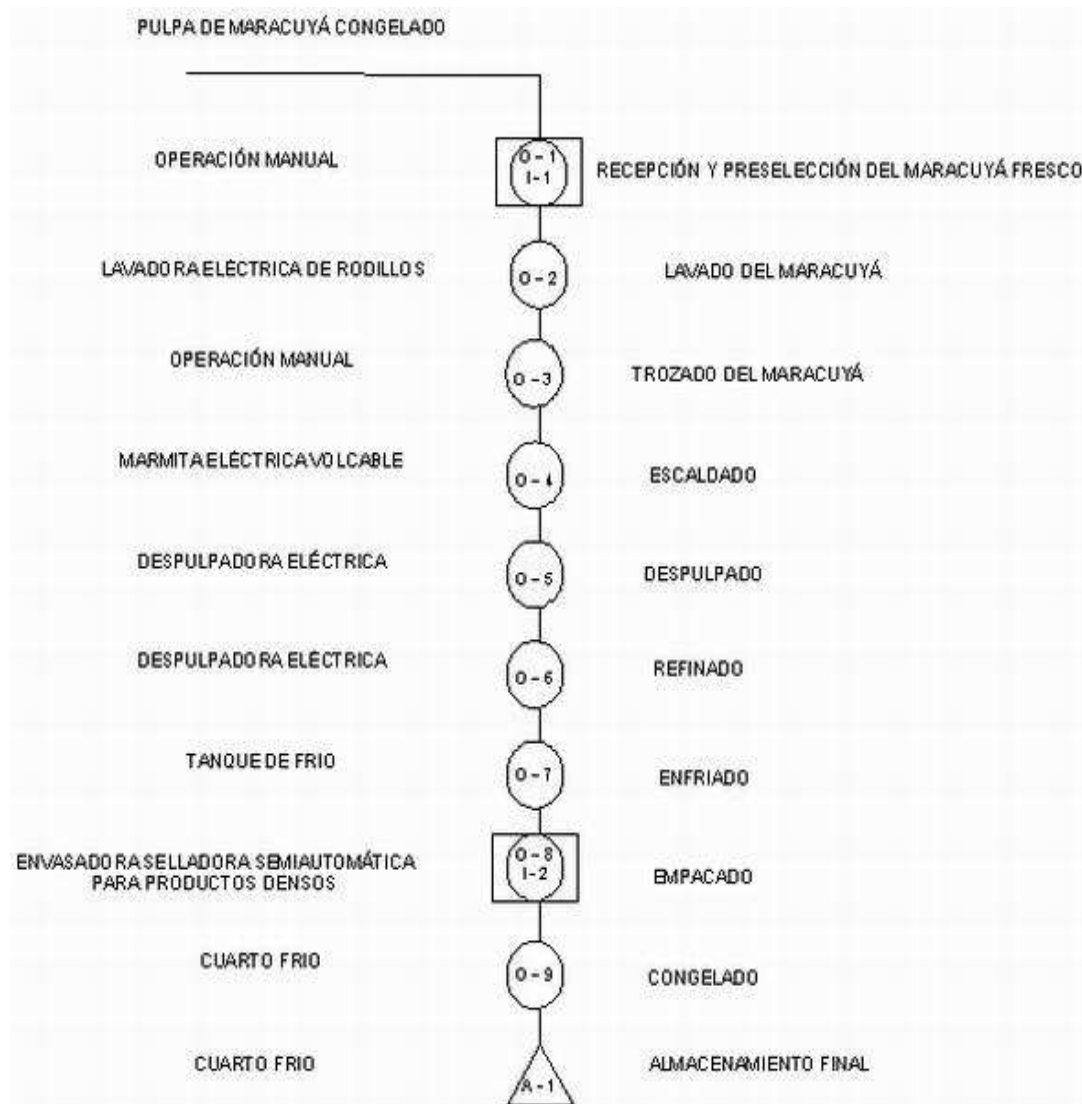 PULPA DE MARACUYÁ CONGELADO
OPERACIÓN MANUAL
O - 1
I - 1
RECEPCIÓN Y PRESELECCIÓN DEL MARACUYÁ FRESCO
LAVADORA ELÉCTRICA DE RODILLOS
O - 2
LAVADO DEL MARACUYÁ
OPERACIÓN MANUAL
O - 3
TROZADO DEL MARACUYÁ
MARMITA ELÉCTRICA VOLCABLE
O - 4
ESCALDADO
DESPULPADORA ELÉCTRICA
O - 5
DESPULPADO
DESPULPADORA ELÉCTRICA
O - 6
REFINADO
TANQUE DE FRIO
O - 7
ENFRIADO
ENVASADORA SELLADORA SEMIAUTOMÁTICA
PARA PRODUCTOS DENSOS
O - 8
I - 2
EMPACADO
CUARTO FRIO
O - 9
CONGELADO
CUARTO FRIO
A - 1
ALMACENAMIENTO FINAL